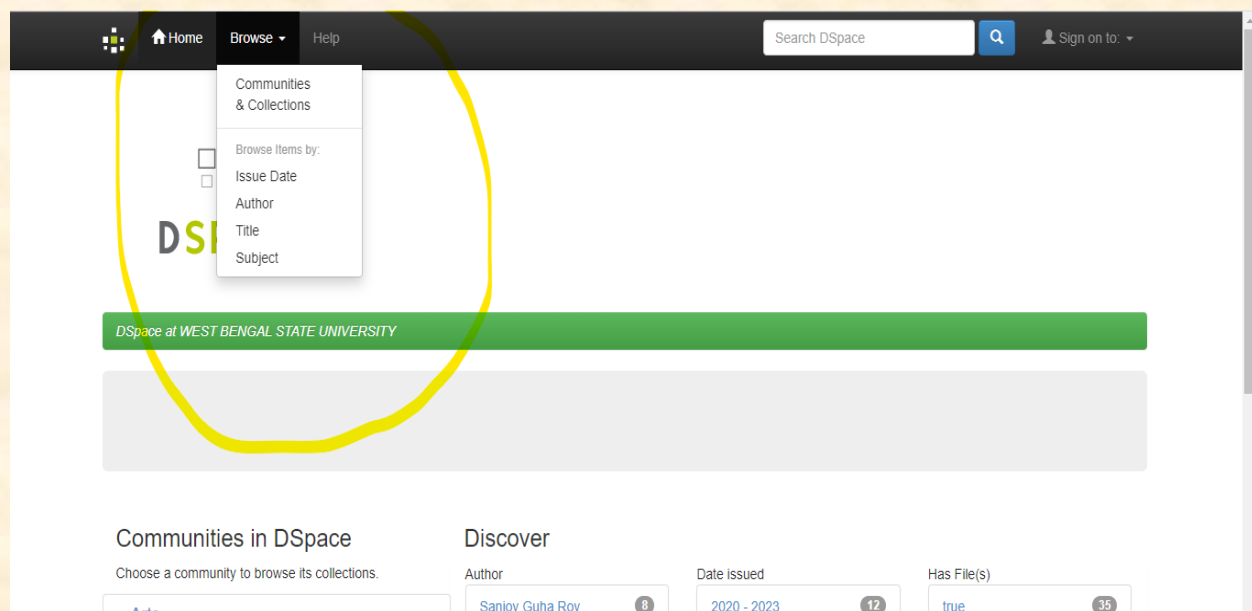 Home Browse Help Search DSpace Sign on to:
Communities
& Collections
Browse Items by:
Issue Date
Author
Title
Subject
DSpace at WEST BENGAL STATE UNIVERSITY
Communities in DSpace Discover
Choose a community to browse its collections. Author Date issued Has File(s)
Sanjoy Guha Roy 8 2020 - 2023 12 true 35